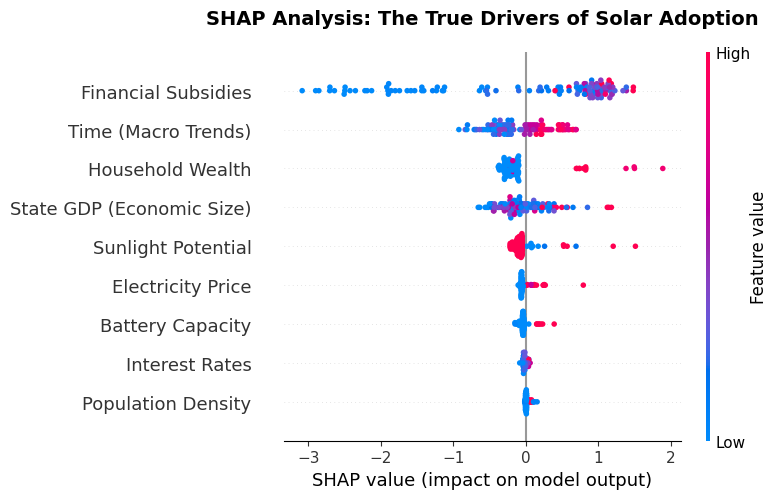 SHAP Analysis: The True Drivers of Solar Adoption
High
Financial Subsidies
Time (Macro Trends)
Household Wealth
State GDP (Economic Size)
Sunlight Potential
Electricity Price
Battery Capacity
Interest Rates
Population Density
Feature value
Low
−3 −2 −1 0 1 2
SHAP value (impact on model output)